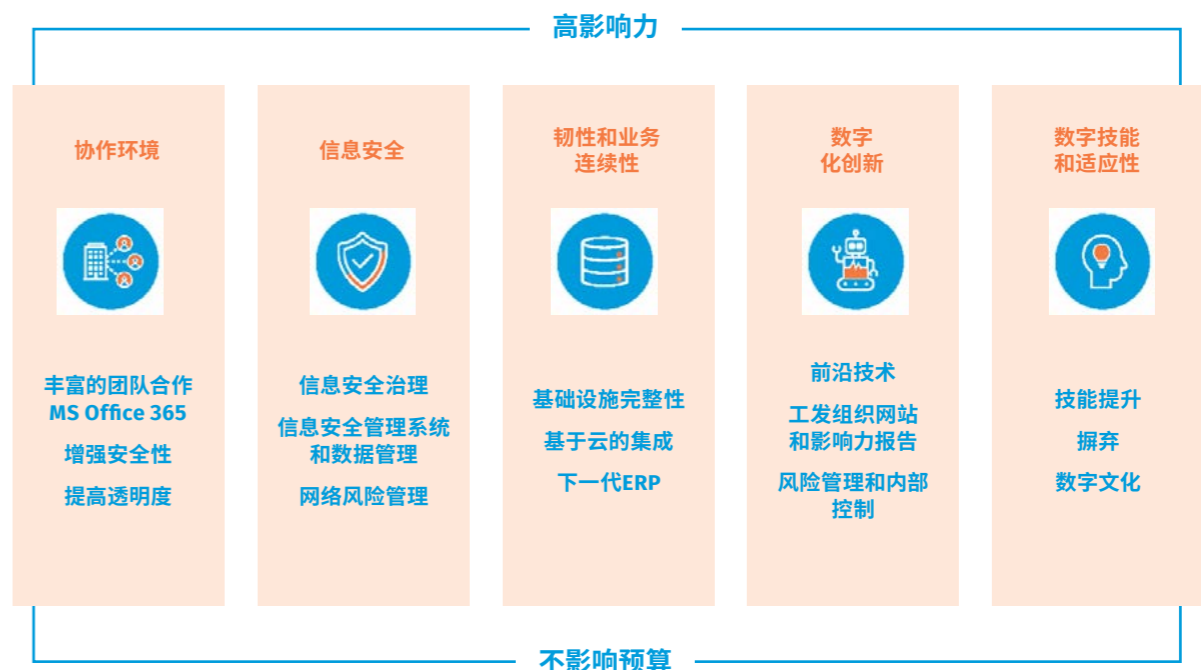 高影响力
协作环境
丰富的团队合作
MS Office 365
增强安全性
提高透明度
信息安全
信息安全治理
信息安全管理系统
和数据管理
网络风险管理
韧性和业务
连续性
基础设施完整性
基于云的集成
下一代ERP
数字
化创新
前沿技术
工发组织网站
和影响力报告
风险管理和内部
控制
数字技能
和适应性
技能提升
摒弃
数字文化
不影响预算